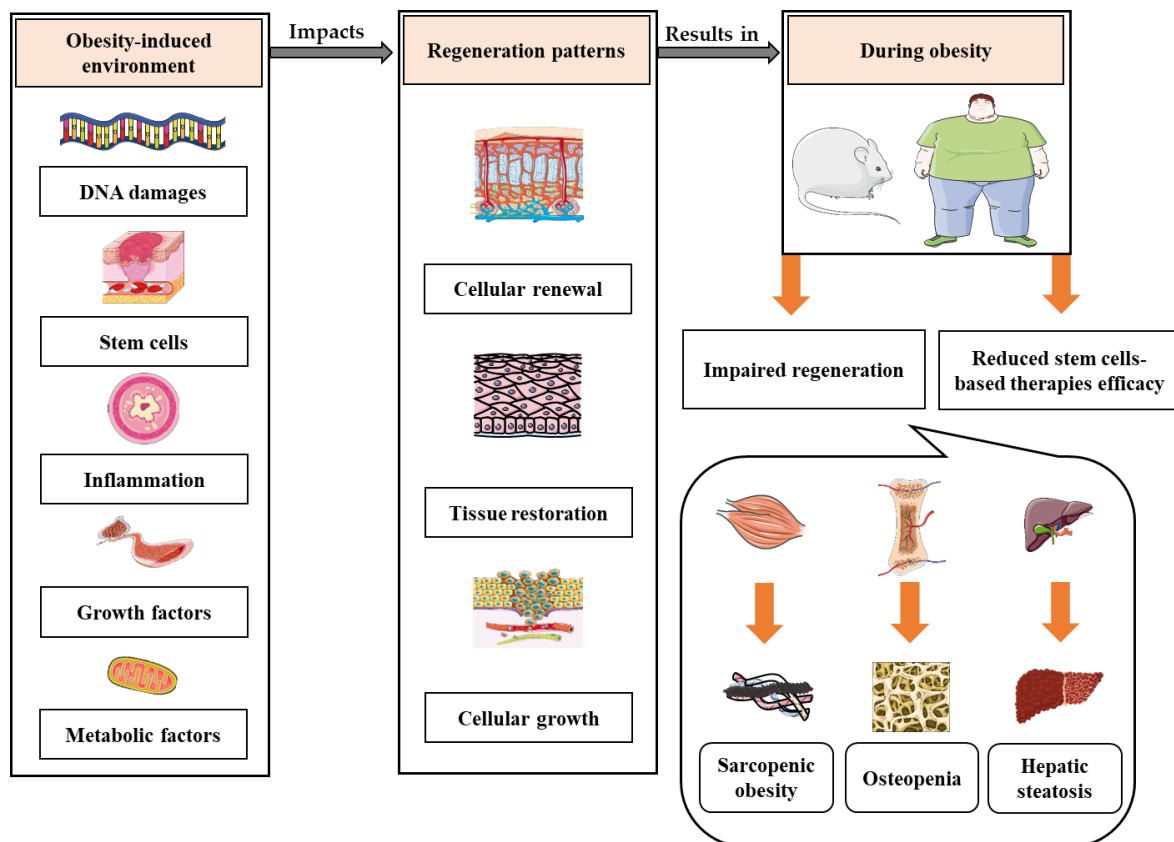 Obesity-induced
environment
Impacts
Regeneration patterns
Results in
During obesity
DNA damages
Stem cells
Inflammation
Growth factors
Metabolic factors
Cellular renewal
Tissue restoration
Cellular growth
Impaired regeneration
Reduced stem cells-
based therapies efficacy
Sarcopenic
obesity
Osteopenia
Hepatic
steatosis